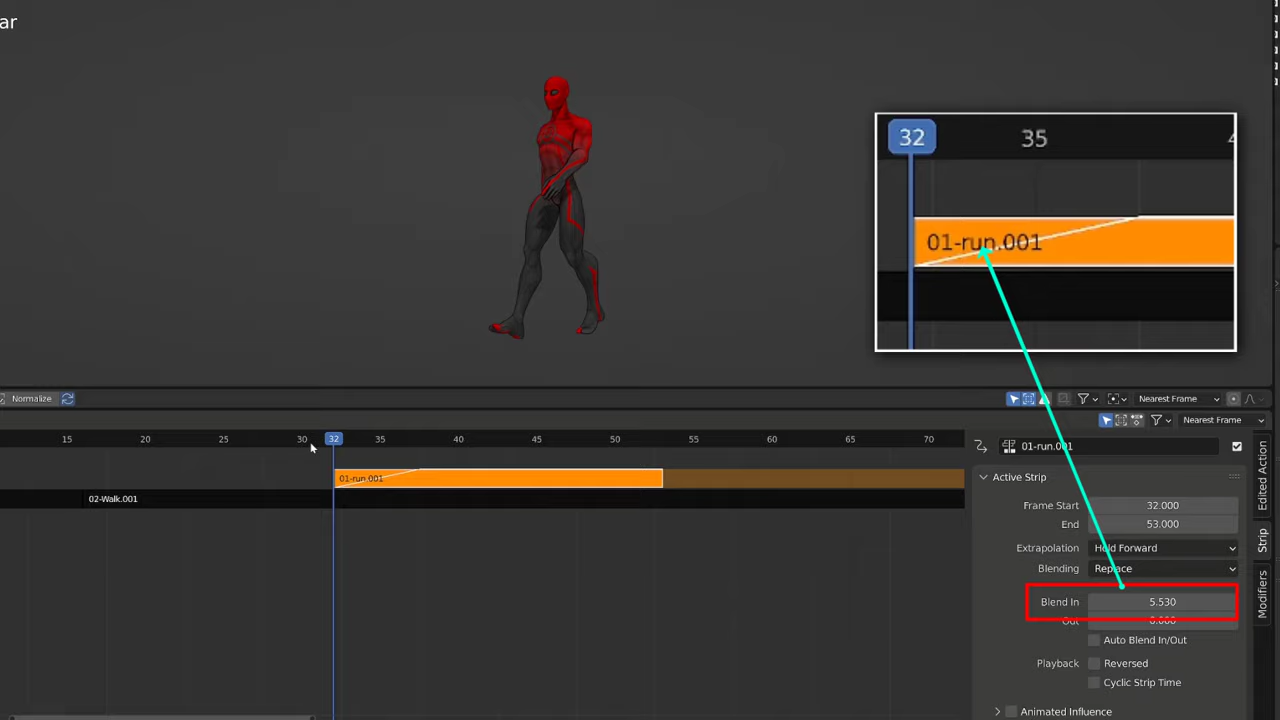 ar
32 35
01-run.001
Normalize
Nearest Frame
Nearest Frame
15 20 25 30 32 35 40 45 50 55 60 65 70
01-run.001
01-run.001
02-Walk.001
Active Strip
Frame Start 32.000
End 53.000
Extrapolation Hold Forward
Blending Replace
Blend In 5.530
Out 0.000
Auto Blend In/Out
Playback Reversed
Cyclic Strip Time
Animated Influence
Edited Action
Strip
Modifiers